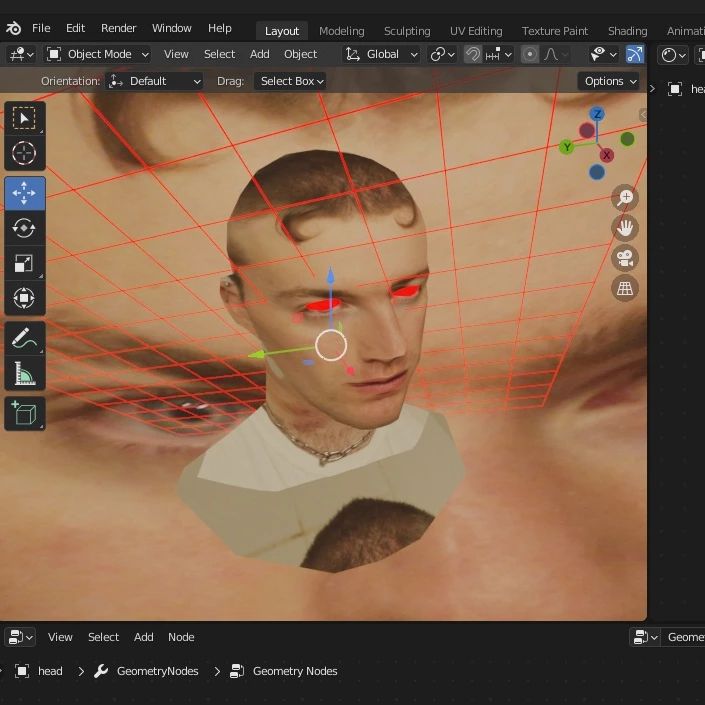 File Edit Render Window Help Layout Modeling Sculpting UV Editing Texture Paint Shading Animati
Object Mode View Select Add Object Global
Orientation: Default Drag: Select Box Options
hea
Z
Y
X
View Select Add Node Geome
head GeometryNodes Geometry Nodes